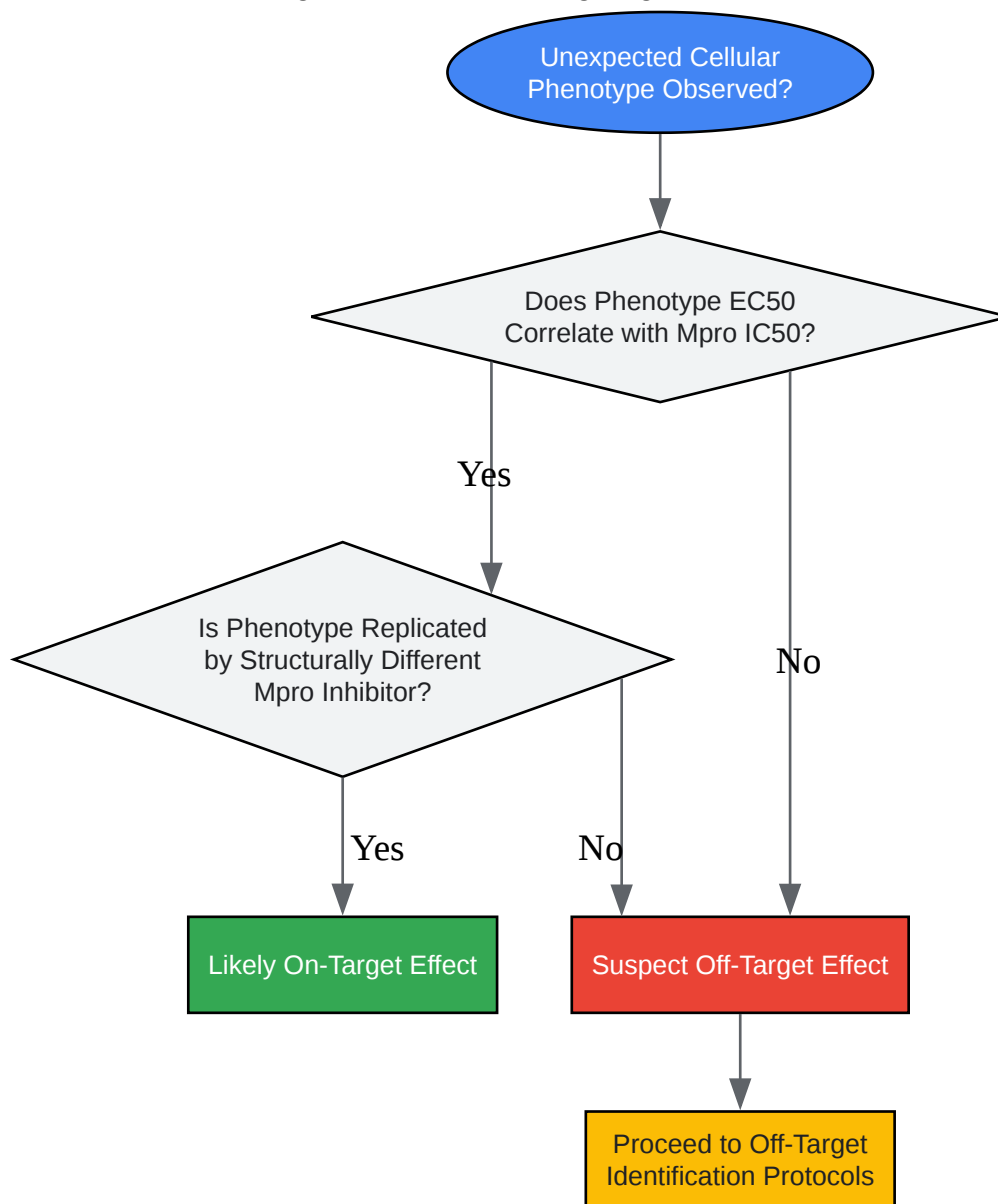 Unexpected Cellular
Phenotype Observed?
Does Phenotype EC50
Correlate with Mpro IC50?
Yes
No
Is Phenotype Replicated
by Structurally Different
Mpro Inhibitor?
Yes
No
Likely On-Target Effect
Suspect Off-Target Effect
Proceed to Off-Target
Identification Protocols